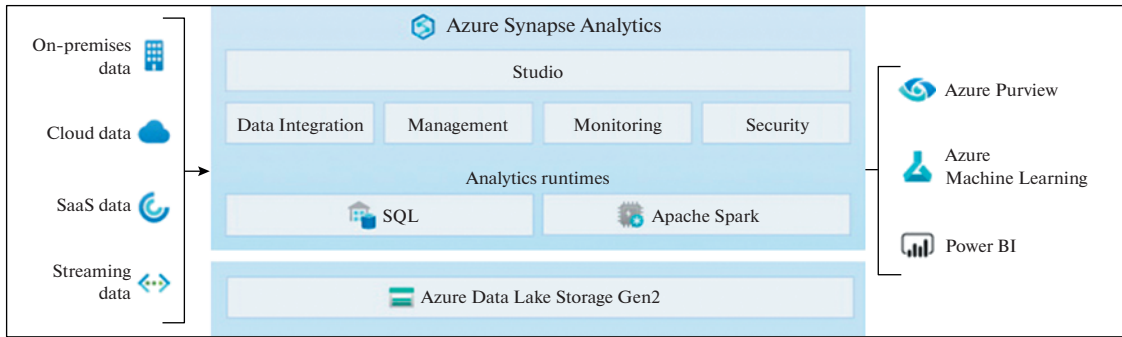 On-premises
data
Cloud data
SaaS data
Streaming
data
Azure Synapse Analytics
Studio
Data Integration
Management
Monitoring
Security
Analytics runtimes
SQL
Apache Spark
Azure Data Lake Storage Gen2
Azure Purview
Azure
Machine Learning
Power BI